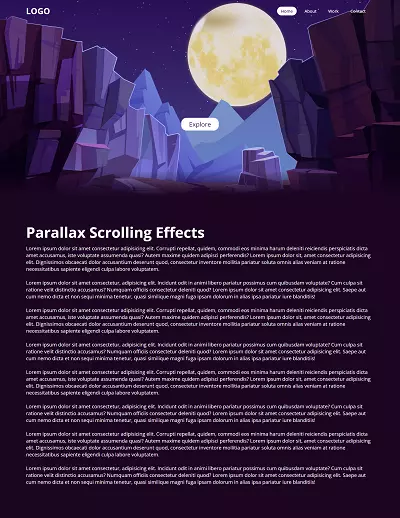 LOGO
Home About Work Contact
Explore
Parallax Scrolling Effects
Lorem ipsum dolor sit amet consectetur adipisicing elit. Corrupti repellat, quidem, commodi eos minima harum deleniti reiciendis perspiciatis dicta
amet accusamus, iste voluptate assumenda quasi? Autem maxime quidem adipisci perferendis? Lorem ipsum dolor sit, amet consectetur adipisicing
elit. Dignissimos obcaecati dolor accusantium deserunt quod, consectetur inventore mollitia pariatur soluta omnis alias veniam at ratione
necessitatibus sapiente eligendi culpa labore voluptatem.
Lorem ipsum dolor sit amet consectetur, adipisicing elit. Incidunt odit in animi libero pariatur possimus cum quibusdam voluptatem cum culpa sit
ratione velit distinctio accusamus? Cumquam officiis consectetur deleniti quod? Lorem ipsum dolor sit amet consectetur adipisicing elit. Saepe aut
cum nemo dicta et non sequi minima tenetur, quasi similique magni fuga ipsum dolorum in alias ipsa pariatur iure blanditiis!
Lorem ipsum dolor sit amet consectetur adipisicing elit. Corrupti repellat, quidem, commodi eos minima harum deleniti reiciendis perspiciatis dicta
amet accusamus, iste voluptate assumenda quasi? Autem maxime quidem adipisci perferendis? Lorem ipsum dolor sit, amet consectetur adipisicing
elit. Dignissimos obcaecati dolor accusantium deserunt quod, consectetur inventore mollitia pariatur soluta omnis alias veniam at ratione
necessitatibus sapiente eligendi culpa labore voluptatem.
Lorem ipsum dolor sit amet consectetur, adipisicing elit. Incidunt odit in animi libero pariatur possimus cum quibusdam voluptatem cum culpa sit
ratione velit distinctio accusamus? Cumquam officiis consectetur deleniti quod? Lorem ipsum dolor sit amet consectetur adipisicing elit. Saepe aut
cum nemo dicta et non sequi minima tenetur, quasi similique magni fuga ipsum dolorum in alias ipsa pariatur iure blanditiis!
Lorem ipsum dolor sit amet consectetur adipisicing elit. Corrupti repellat, quidem, commodi eos minima harum deleniti reiciendis perspiciatis dicta
amet accusamus, iste voluptate assumenda quasi? Autem maxime quidem adipisci perferendis? Lorem ipsum dolor sit, amet consectetur adipisicing
elit. Dignissimos obcaecati dolor accusantium deserunt quod, consectetur inventore mollitia pariatur soluta omnis alias veniam at ratione
necessitatibus sapiente eligendi culpa labore voluptatem.
Lorem ipsum dolor sit amet consectetur, adipisicing elit. Incidunt odit in animi libero pariatur possimus cum quibusdam voluptatem cum culpa sit
ratione velit distinctio accusamus? Cumquam officiis consectetur deleniti quod? Lorem ipsum dolor sit amet consectetur adipisicing elit. Saepe aut
cum nemo dicta et non sequi minima tenetur, quasi similique magni fuga ipsum dolorum in alias ipsa pariatur iure blanditiis!
Lorem ipsum dolor sit amet consectetur adipisicing elit. Corrupti repellat, quidem, commodi eos minima harum deleniti reiciendis perspiciatis dicta
amet accusamus, iste voluptate assumenda quasi? Autem maxime quidem adipisci perferendis? Lorem ipsum dolor sit, amet consectetur adipisicing
elit. Dignissimos obcaecati dolor accusantium deserunt quod, consectetur inventore mollitia pariatur soluta omnis alias veniam at ratione
necessitatibus sapiente eligendi culpa labore voluptatem.
Lorem ipsum dolor sit amet consectetur, adipisicing elit. Incidunt odit in animi libero pariatur possimus cum quibusdam voluptatem cum culpa sit
ratione velit distinctio accusamus? Cumquam officiis consectetur deleniti quod? Lorem ipsum dolor sit amet consectetur adipisicing elit. Saepe aut
cum nemo dicta et non sequi minima tenetur, quasi similique magni fuga ipsum dolorum in alias ipsa pariatur iure blanditiis!